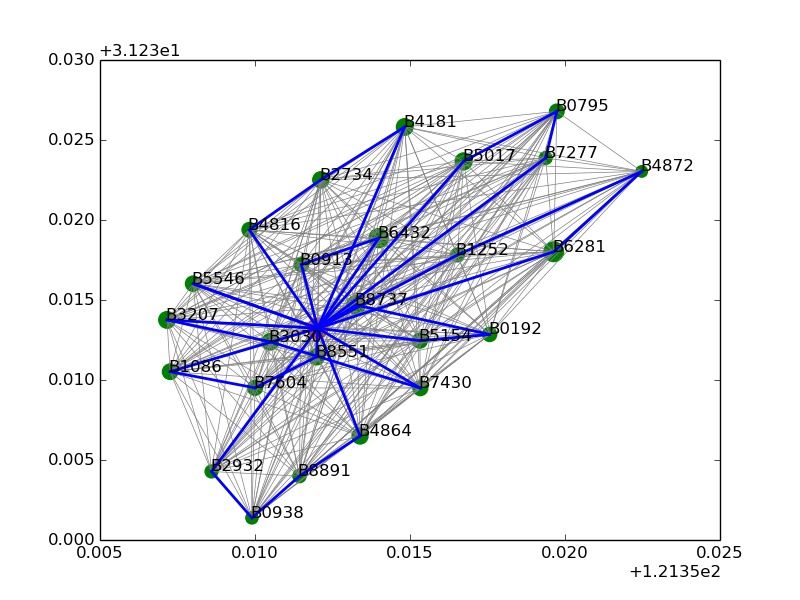 +3.123e1
0.030
B0795
B4181
0.025
B5017
B7277
B4872
B2734
0.020
B4816
B6432
B0913
B1252
B6281
B5546
0.015
B8737
B3207
B3030
B5154
B0192
B8551
B1086
0.010
B7604
B7430
B4864
0.005
B2932
B8891
B0938
0.000
0.005
0.010
0.015
0.020
0.025
+1.2135e2